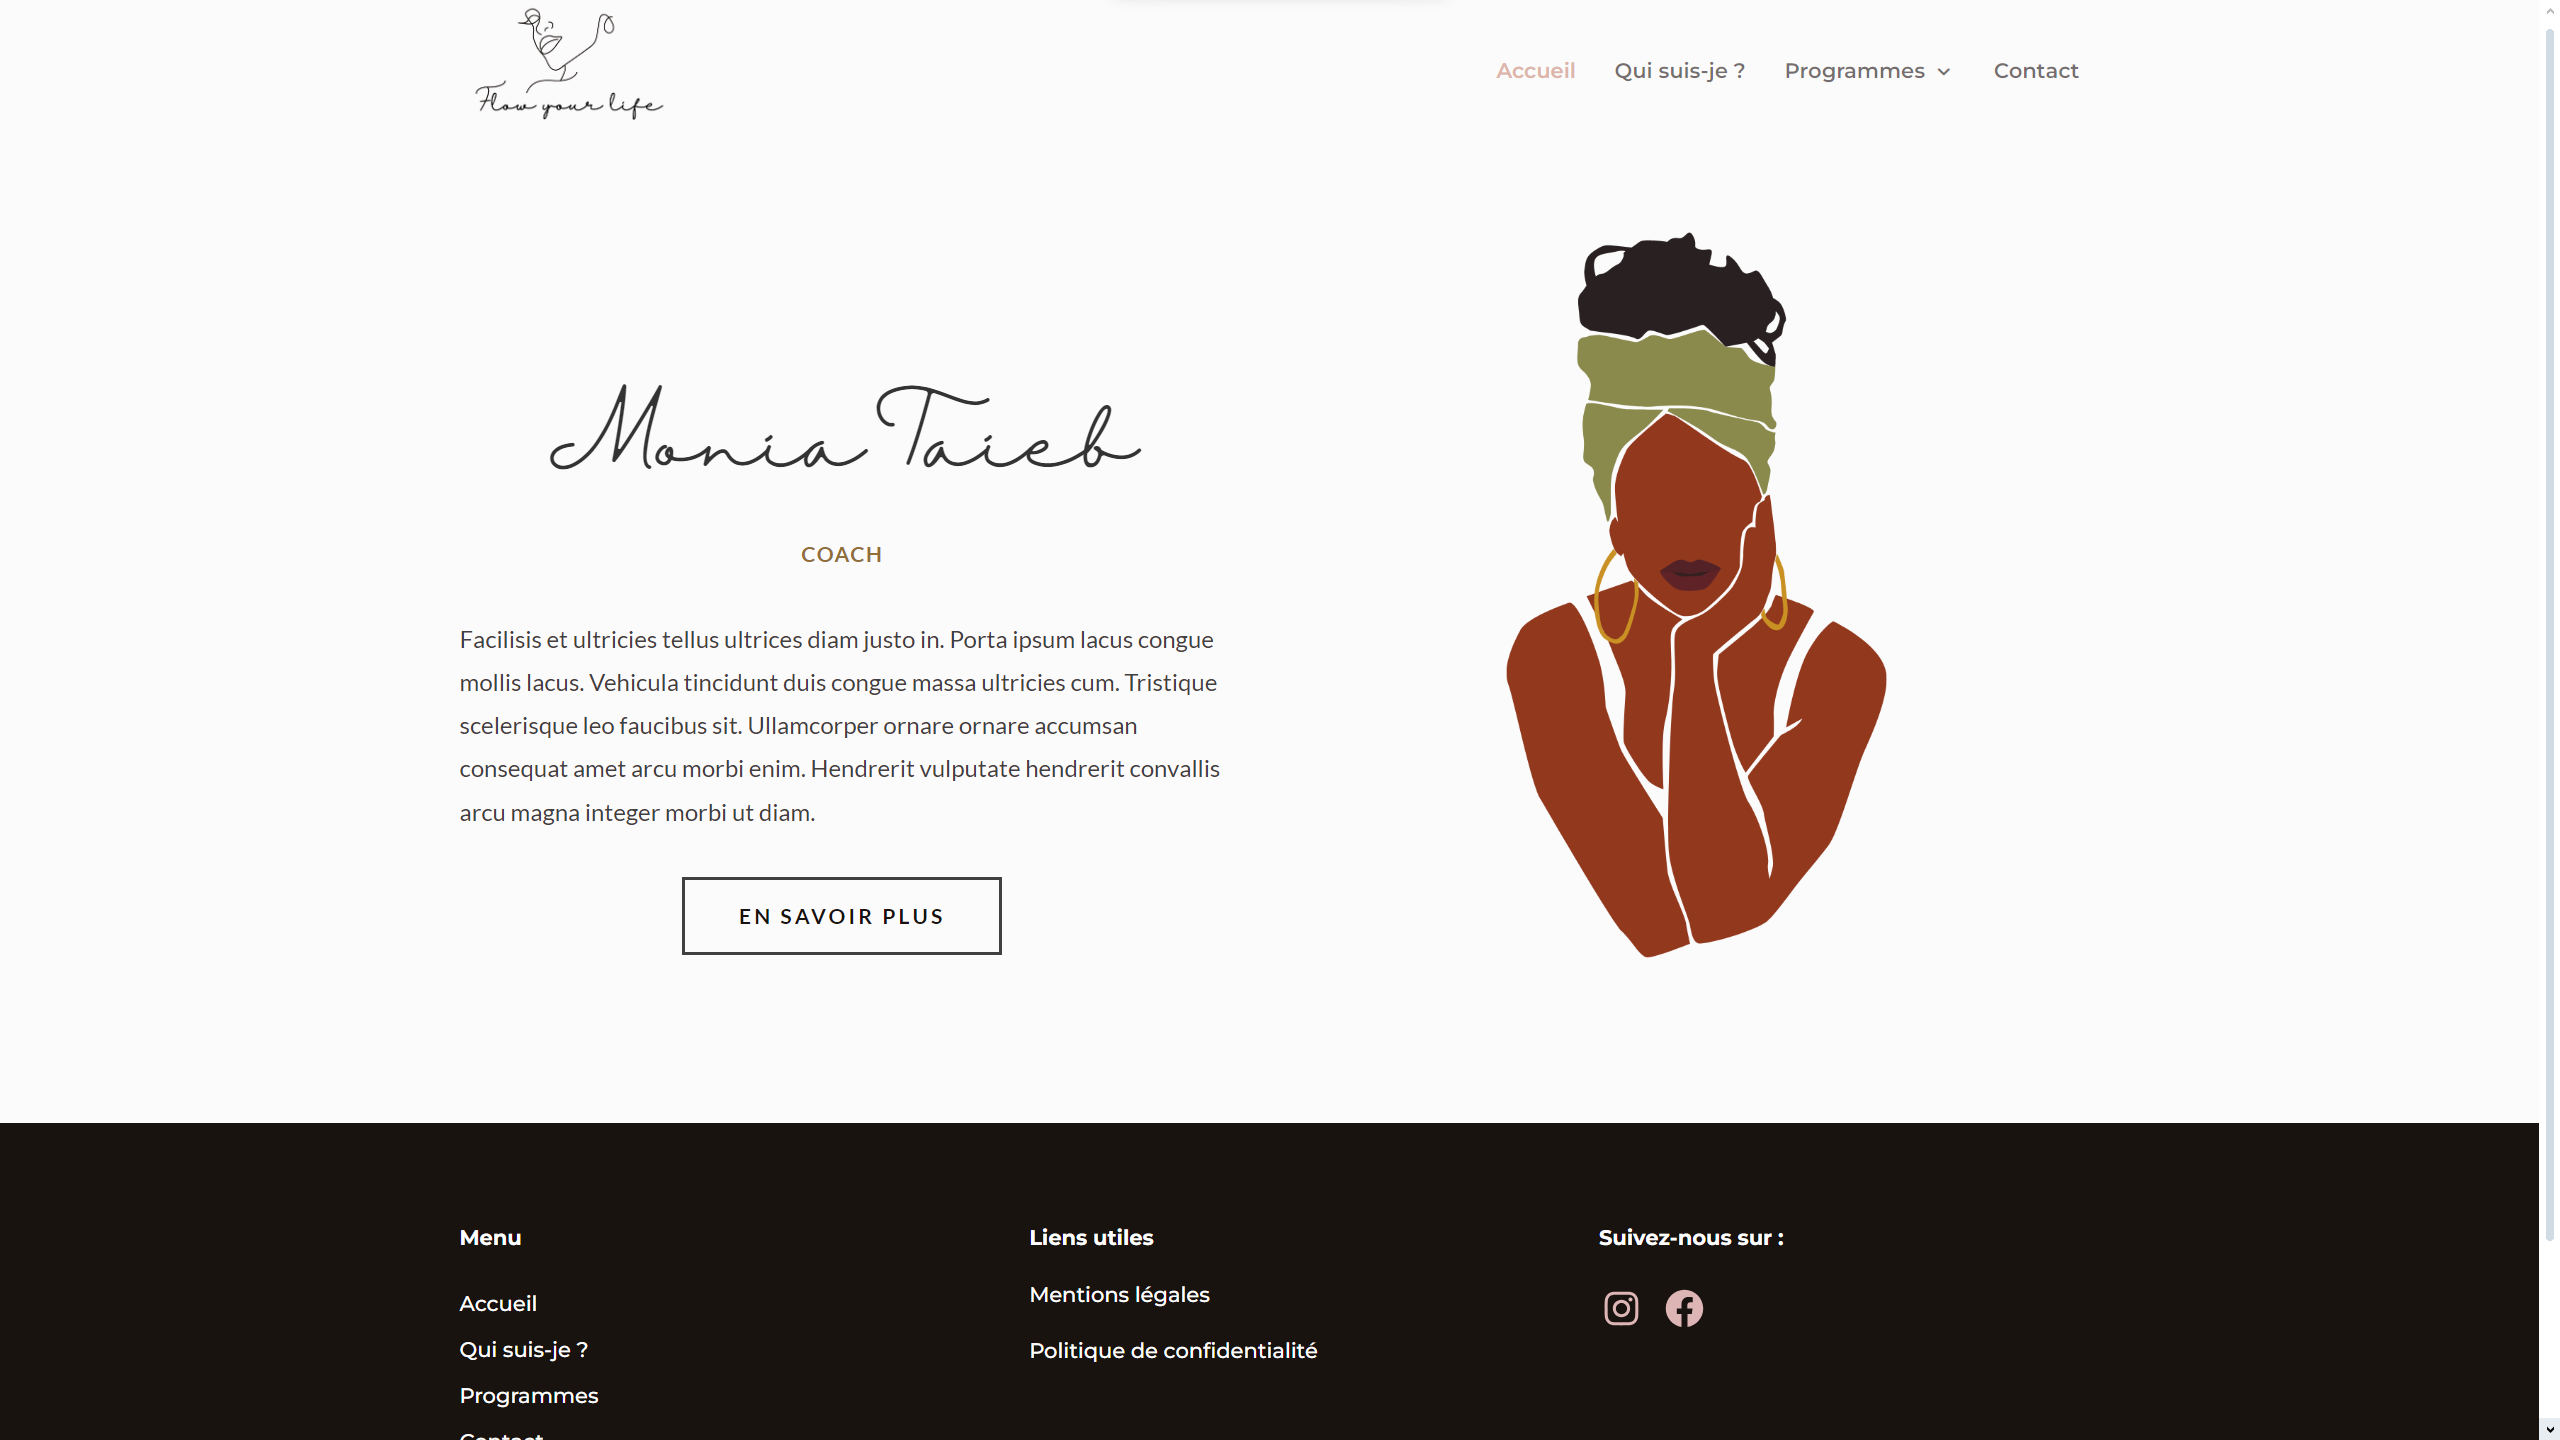 Flow your life
Accueil
Qui suis-je ?
Programmes
Contact
Monia Taieb
COACH
Facilisis et ultricies tellus ultrices diam justo in. Porta ipsum lacus congue
mollis lacus. Vehicula tincidunt duis congue massa ultricies cum. Tristique
scelerisque leo faucibus sit. Ullamcorper ornare ornare accumsan
consequat amet arcu morbi enim. Hendrerit vulputate hendrerit convallis
arcu magna integer morbi ut diam.
EN SAVOIR PLUS
Menu
Accueil
Qui suis-je ?
Programmes
Contact
Liens utiles
Mentions légales
Politique de confidentialité
Suivez-nous sur :